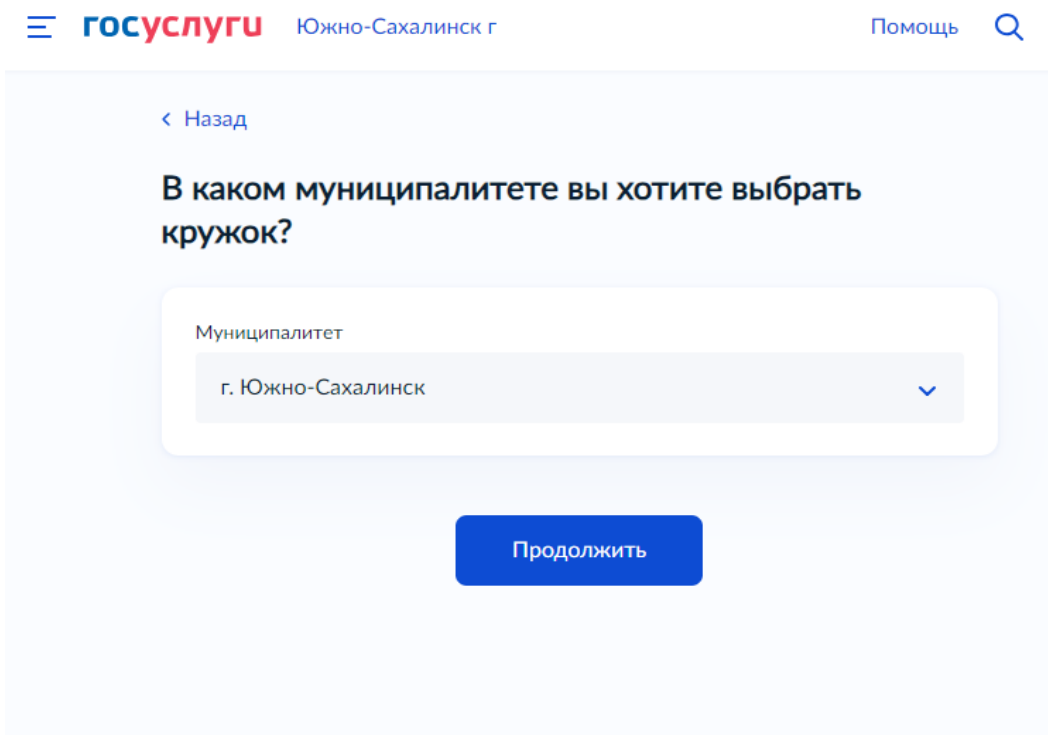 госуслуги Южно-Сахалинск г Помощь
Назад
В каком муниципалитете вы хотите выбрать
кружок?
Муниципалитет
г. Южно-Сахалинск
Продолжить